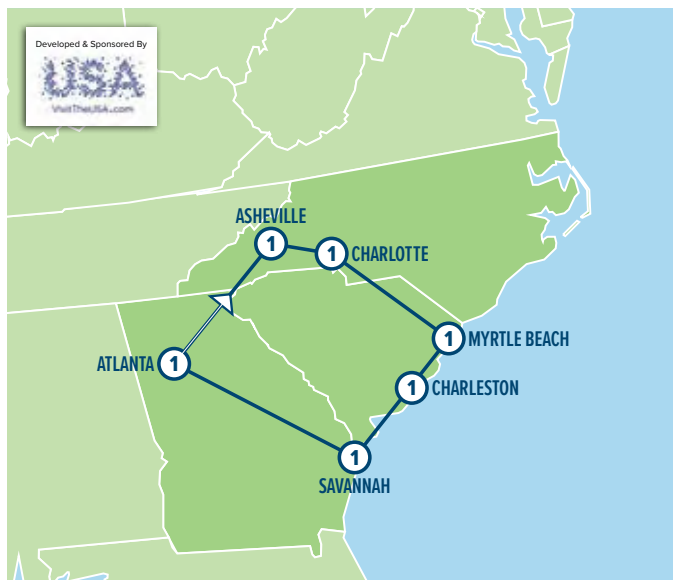 Developed & Sponsored By
USA
VisitTheUSA.com
ASHEVILLE
1
1
CHARLOTTE
1
MYRTLE BEACH
ATLANTA
1
1
CHARLESTON
1
SAVANNAH